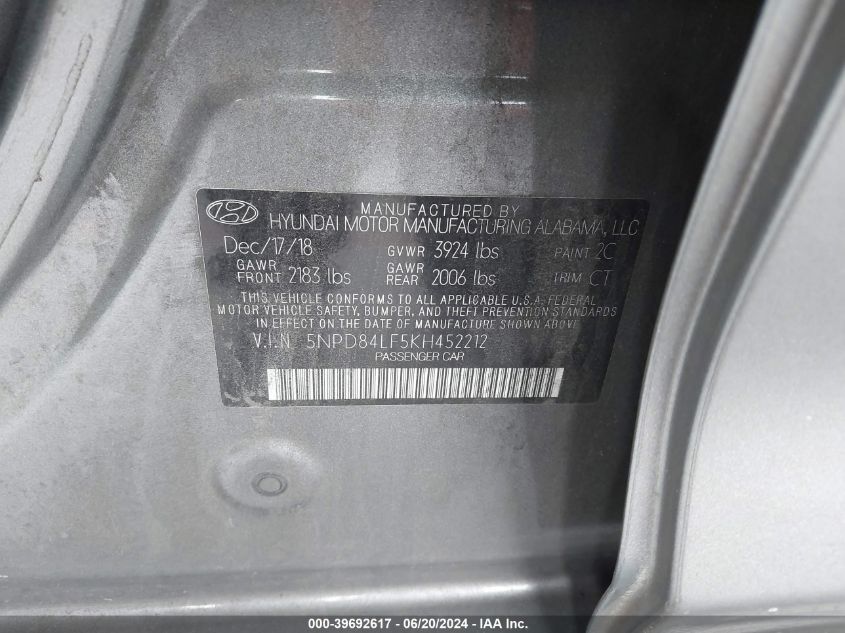 MANUFACTURED BY
HYUNDAI MOTOR MANUFACTURING ALABAMA, LLC
Dec/17/18 GVWR 3924 lbs PAINT 2C
GAWR FRONT 2183 lbs GAWR REAR 2006 lbs TRIM CT
THIS VEHICLE CONFORMS TO ALL APPLICABLE U.S.A. FEDERAL
MOTOR VEHICLE SAFETY, BUMPER, AND THEFT PREVENTION STANDARDS
IN EFFECT ON THE DATE OF MANUFACTURE SHOWN ABOVE.
V.I.N 5NPD84LF5KH452212
PASSENGER CAR
000-39692617 - 06/20/2024 - IAA Inc.